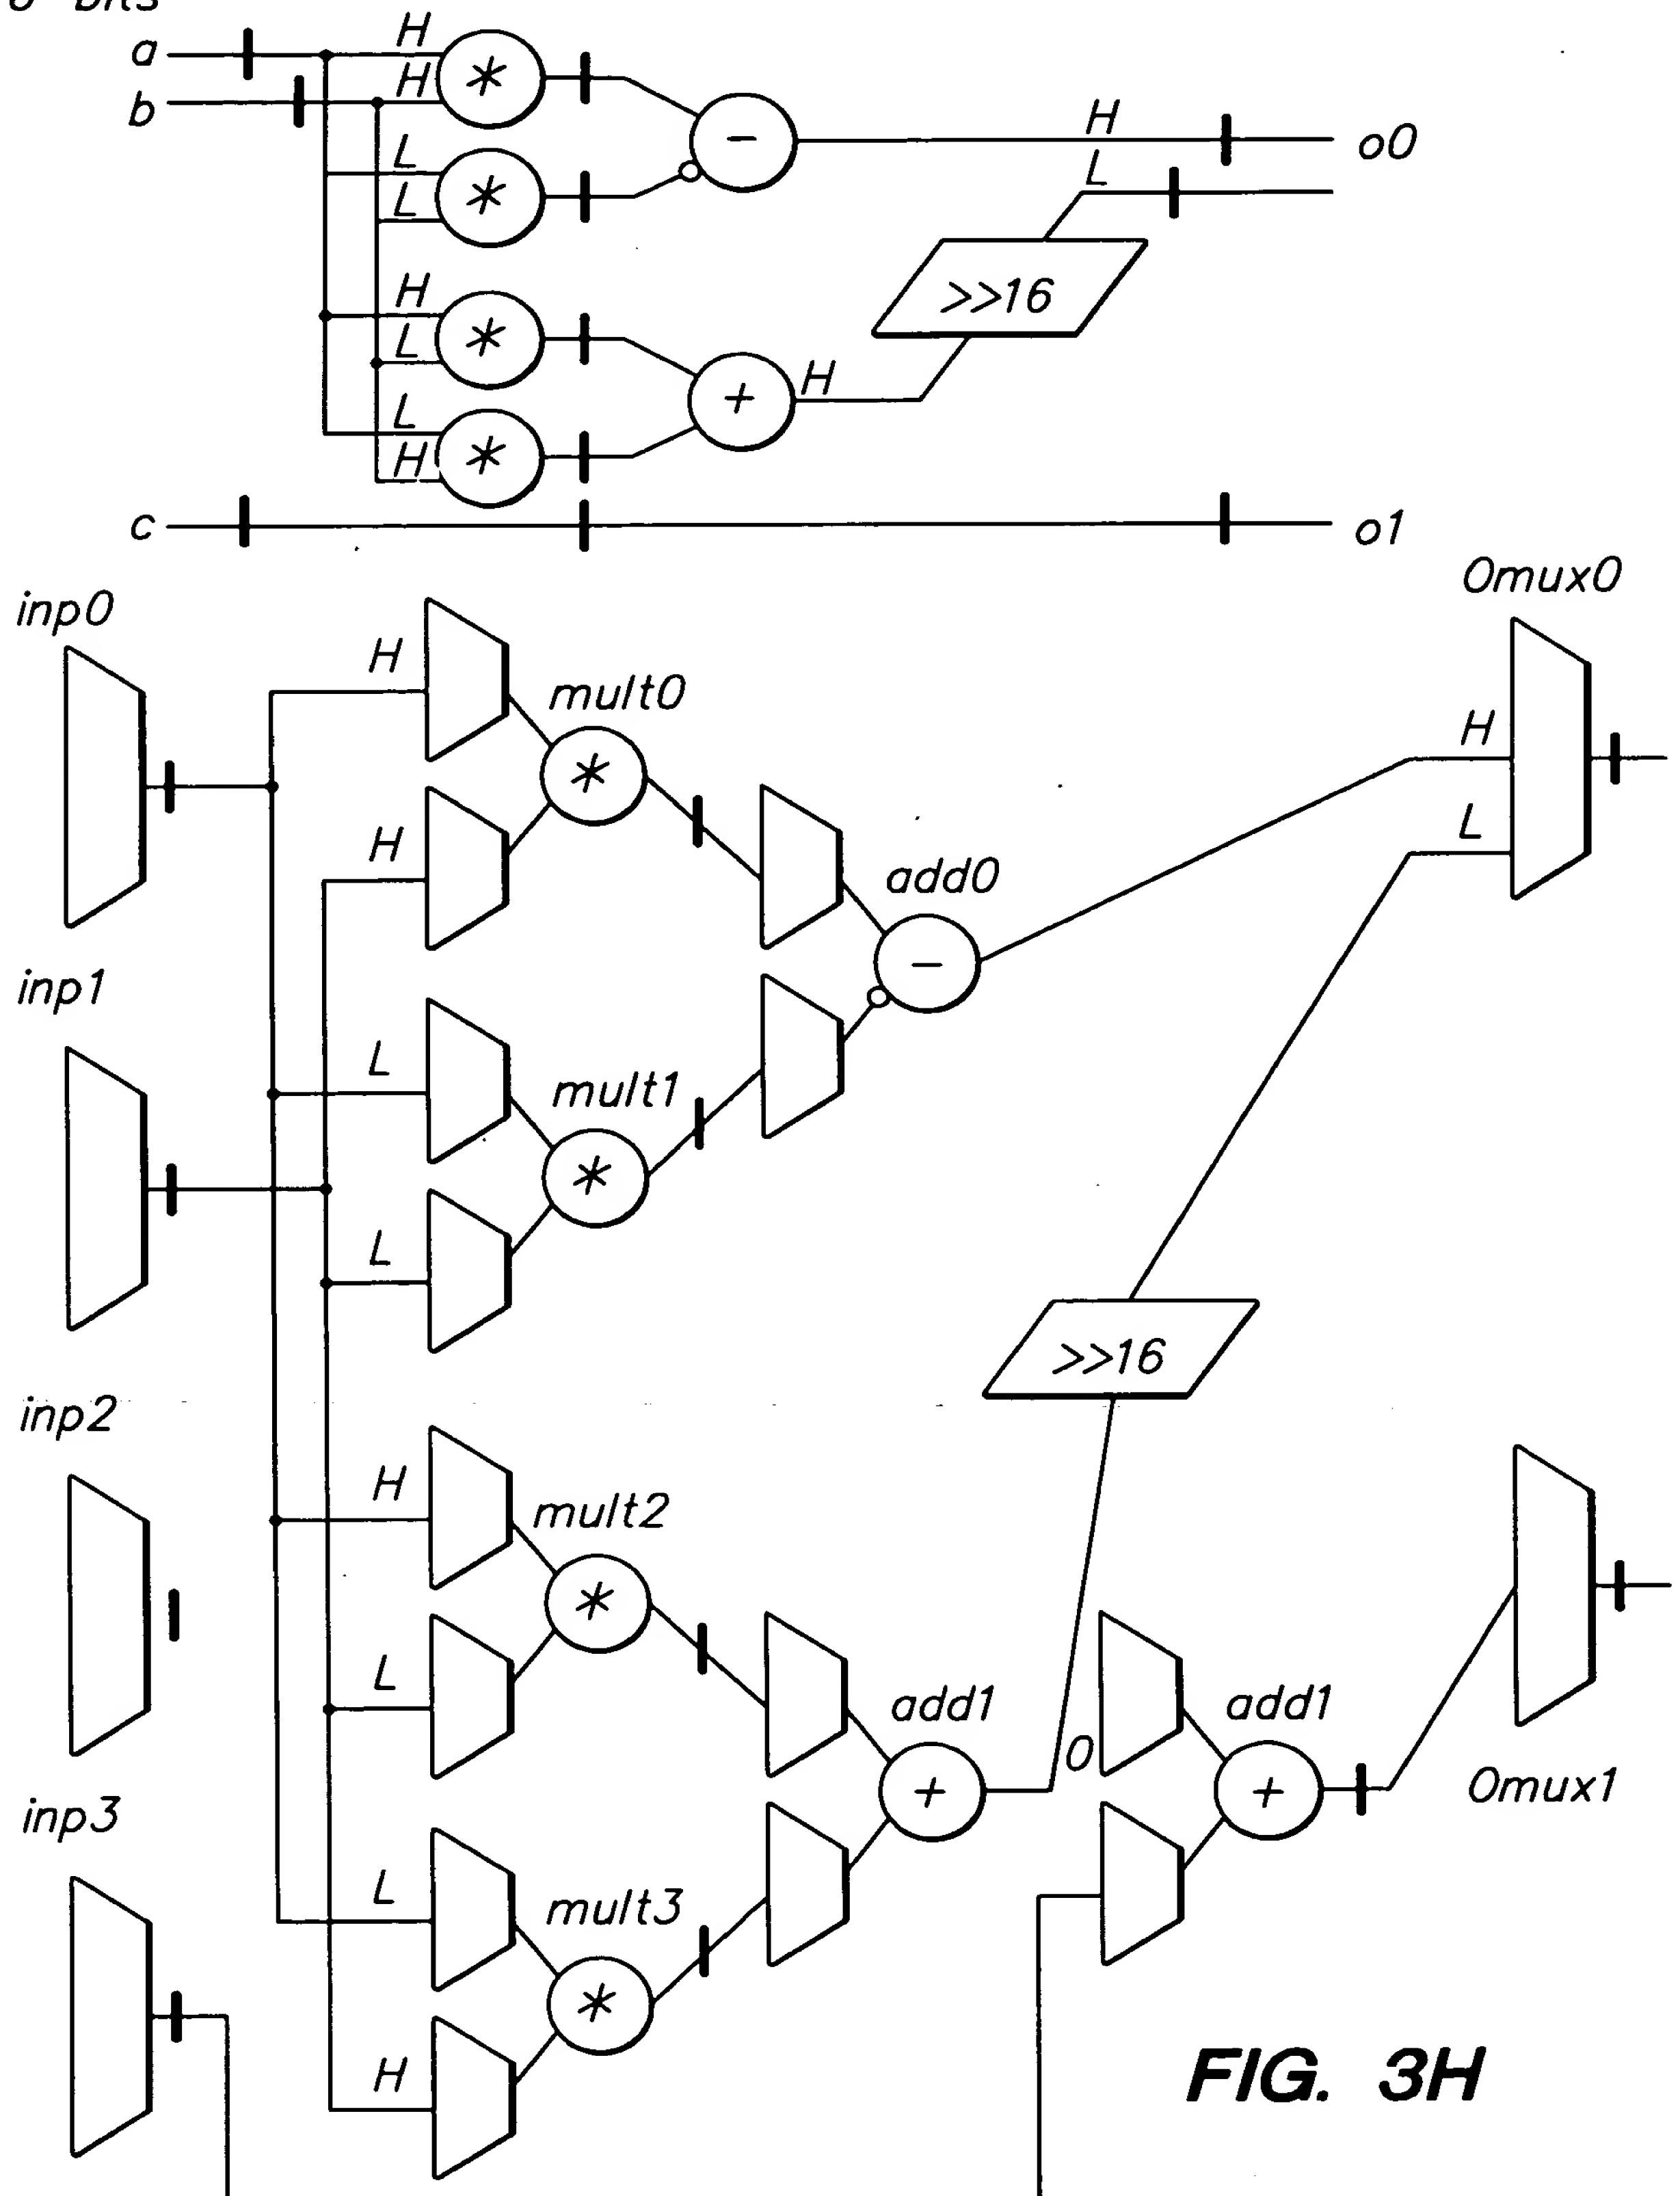 bits
a
H
H
*
b
L
L
*
-
H
o0
L
>>16
H
L
*
+
H
L
H
*
c
o1
Omux0
inp0
H
mult0
*
H
add0
-
H
L
inp1
L
mult1
*
L
>>16
inp2
H
mult2
*
L
add1
+
0
add1
+
Omux1
inp3
L
mult3
*
H
FIG. 3H